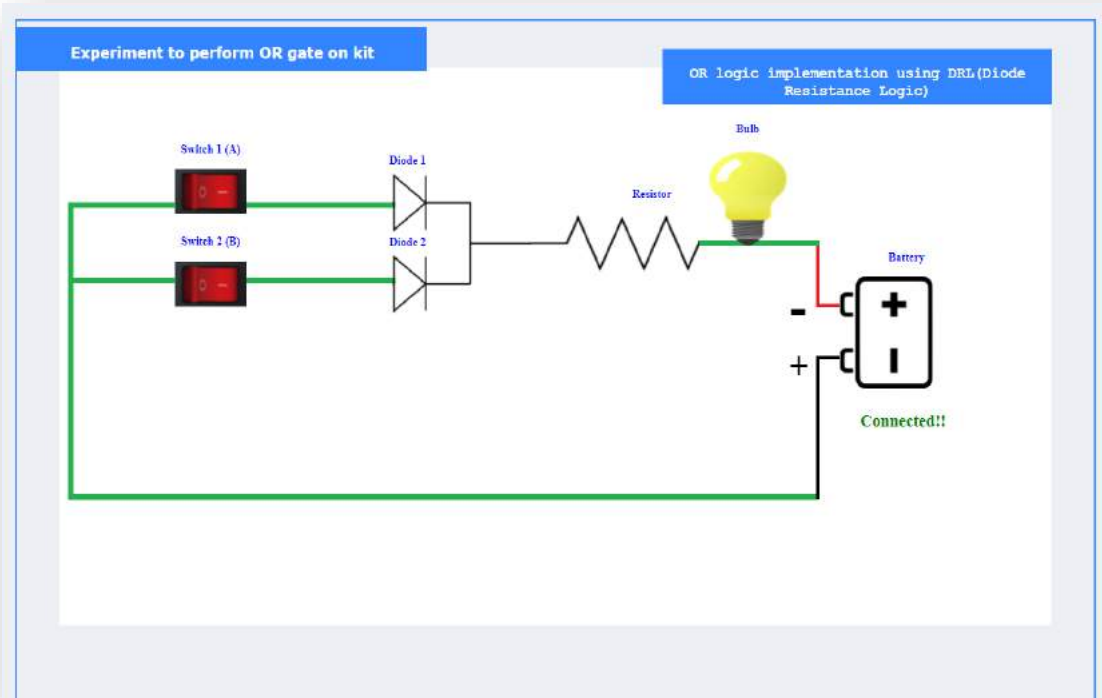 Experiment to perform OR gate on kit
OR logic implementation using DRL(Diode
Resistance Logic)
Bulb
Switch 1 (A)
Diode 1
Resistor
Switch 2 (B)
Diode 2
Battery
-
+
+
-
Connected!!